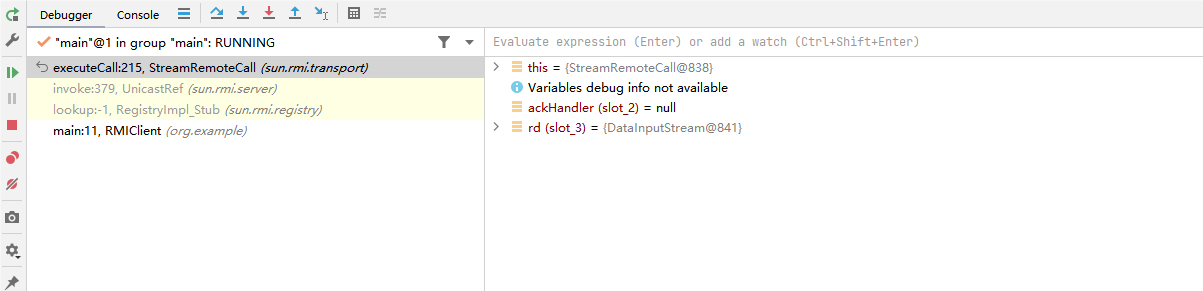 Debugger Console
"main"@1 in group "main": RUNNING
executeCall:215, StreamRemoteCall (sun.rmi.transport)
invoke:379, UnicastRef (sun.rmi.server)
lookup:-1, RegistryImpl_Stub (sun.rmi.registry)
main:11, RMIClient (org.example)
Evaluate expression (Enter) or add a watch (Ctrl+Shift+Enter)
this = {StreamRemoteCall@838}
Variables debug info not available
ackHandler (slot_2) = null
rd (slot_3) = {DataInputStream@841}